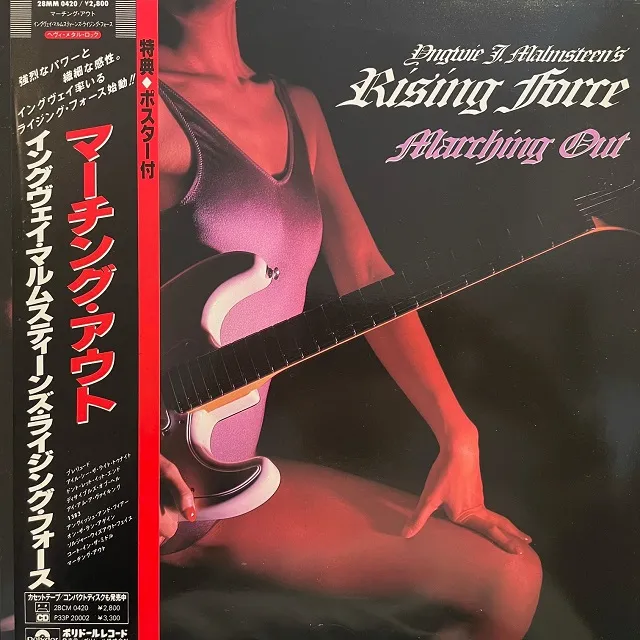 28MM 0420 / ¥2,800
マーチング・アウト
イングヴェイ・マルムスティーンズ・ライジング・フォース
ヘヴィ・メタル・ロック
強烈なパワーと
繊細な感性。
イングヴェイ率いる
ライジング・フォース始動!!
特典◆ポスター付
マーチング・アウト
イングヴェイ・マルムスティーンズ・ライジング・フォース
プレリュード
アイル・シー・ザ・ライト・トゥナイト
ドント・レット・イット・エンド
ディサイプルズ・オブ・ヘル
アイ・アム・ア・ヴァイキング
1383
アングィッシュ・アンド・フィアー
オン・ザ・ラン・アゲイン
ソルジャー・ウィズアウト・フェイス
コート・イン・ザ・ミドル
マーチング・アウト
カセットテープ/コンパクトディスクも発売中
28CM 0420 ¥2,800
CD P33P 20002 ¥3,300
ポリドールレコード
Yngwie J. Malmsteen's
Rising Force
Marching Out